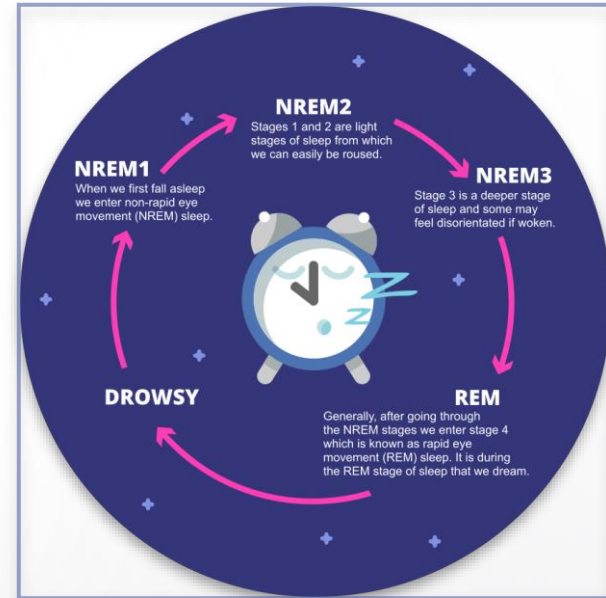 NREM2
Stages 1 and 2 are light
stages of sleep from which
we can easily be roused.
NREM1
When we first fall asleep
we enter non-rapid eye
movement (NREM) sleep.
NREM3
Stage 3 is a deeper stage
of sleep and some may
feel disorientated if woken.
Z
Z
DROWSY
REM
Generally, after going through
the NREM stages we enter stage 4
which is known as rapid eye
movement (REM) sleep. It is during
the REM stage of sleep that we dream.